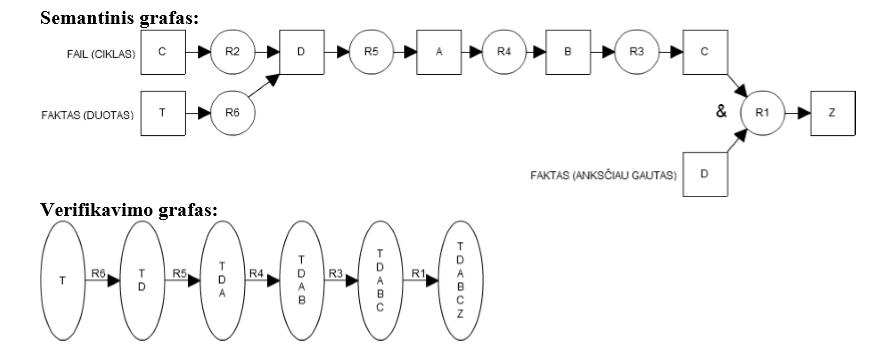 Semantinis grafas:
FAIL (CIKLAS) C R2 D R5 A R4 B R3 C
FAKTAS (DUOTAS) T R6 & R1 Z
FAKTAS (ANKSČIAU GAUTAS) D
Verifikavimo grafas:
T R6 T D R5 T D A R4 T D A B R3 T D A B C R1 T D A B C Z